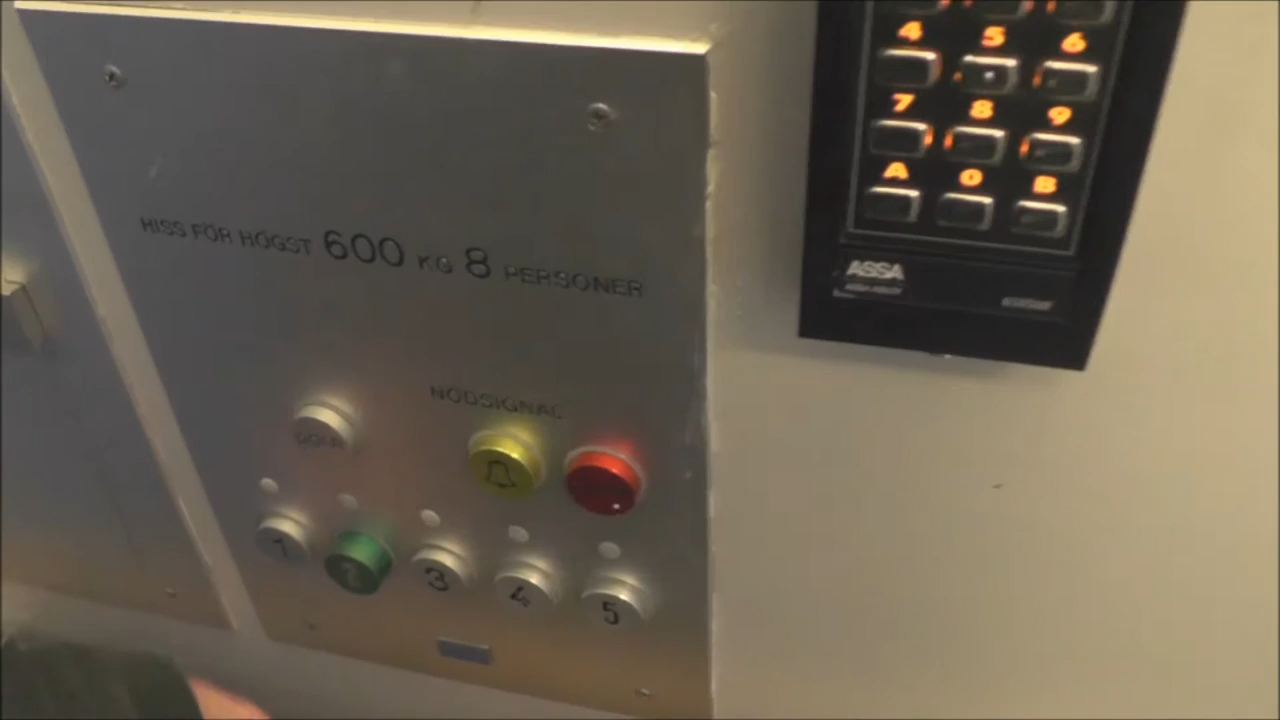 4 5 6
7 8 9
A 0 B
ASSA
HISS FÖR HÖGST 600 KG 8 PERSONER
NÖDSIGNAL
1 2 3 4 5